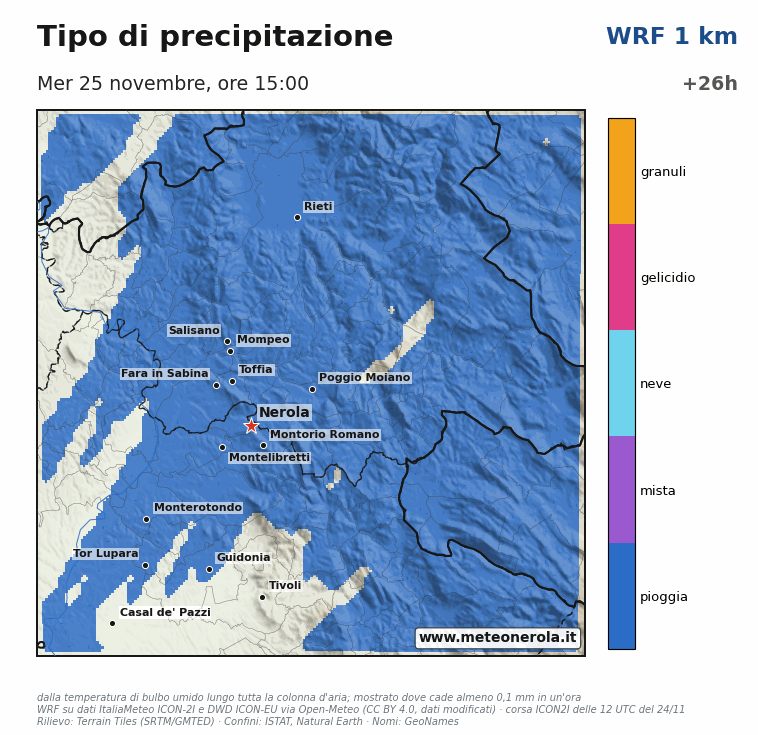 Tipo di precipitazione
WRF 1 km
Mer 25 novembre, ore 15:00
+26h
granuli
gelicidio
neve
mista
pioggia
Rieti
Salisano
Mompeo
Fara in Sabina
Toffia
Poggio Moiano
Nerola
Montorio Romano
Montelibretti
Monterotondo
Tor Lupara
Guidonia
Tivoli
Casal de' Pazzi
www.meteonerola.it
dalla temperatura di bulbo umido lungo tutta la colonna d'aria; mostrato dove cade almeno 0,1 mm in un'ora
WRF su dati ItaliaMeteo ICON-2I e DWD ICON-EU via Open-Meteo (CC BY 4.0, dati modificati) · corsa ICON2I delle 12 UTC del 24/11
Rilievo: Terrain Tiles (SRTM/GMTED) · Confini: ISTAT, Natural Earth · Nomi: GeoNames